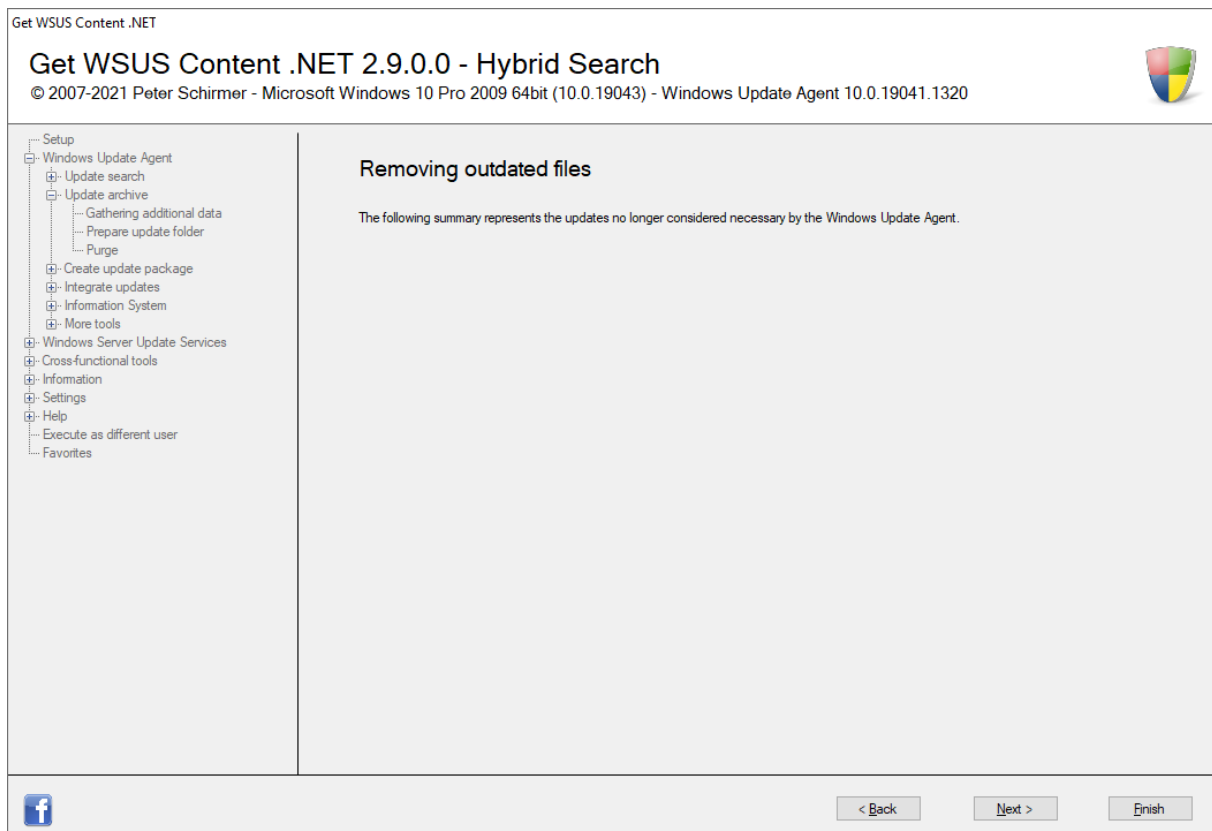 Get WSUS Content .NET
Get WSUS Content .NET 2.9.0.0 - Hybrid Search
© 2007-2021 Peter Schirmer - Microsoft Windows 10 Pro 2009 64bit (10.0.19043) - Windows Update Agent 10.0.19041.1320
Setup
Windows Update Agent
Update search
Update archive
Gathering additional data
Prepare update folder
Purge
Create update package
Integrate updates
Information System
More tools
Windows Server Update Services
Cross-functional tools
Information
Settings
Help
Execute as different user
Favorites
Removing outdated files
The following summary represents the updates no longer considered necessary by the Windows Update Agent.
< Back
Next >
Finish